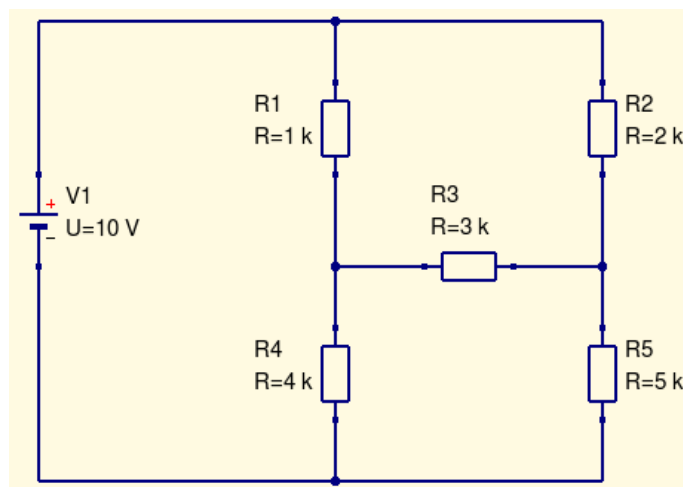 R1
R=1 k
R2
R=2 k
+
V1
U=10 V
−
R3
R=3 k
R4
R=4 k
R5
R=5 k